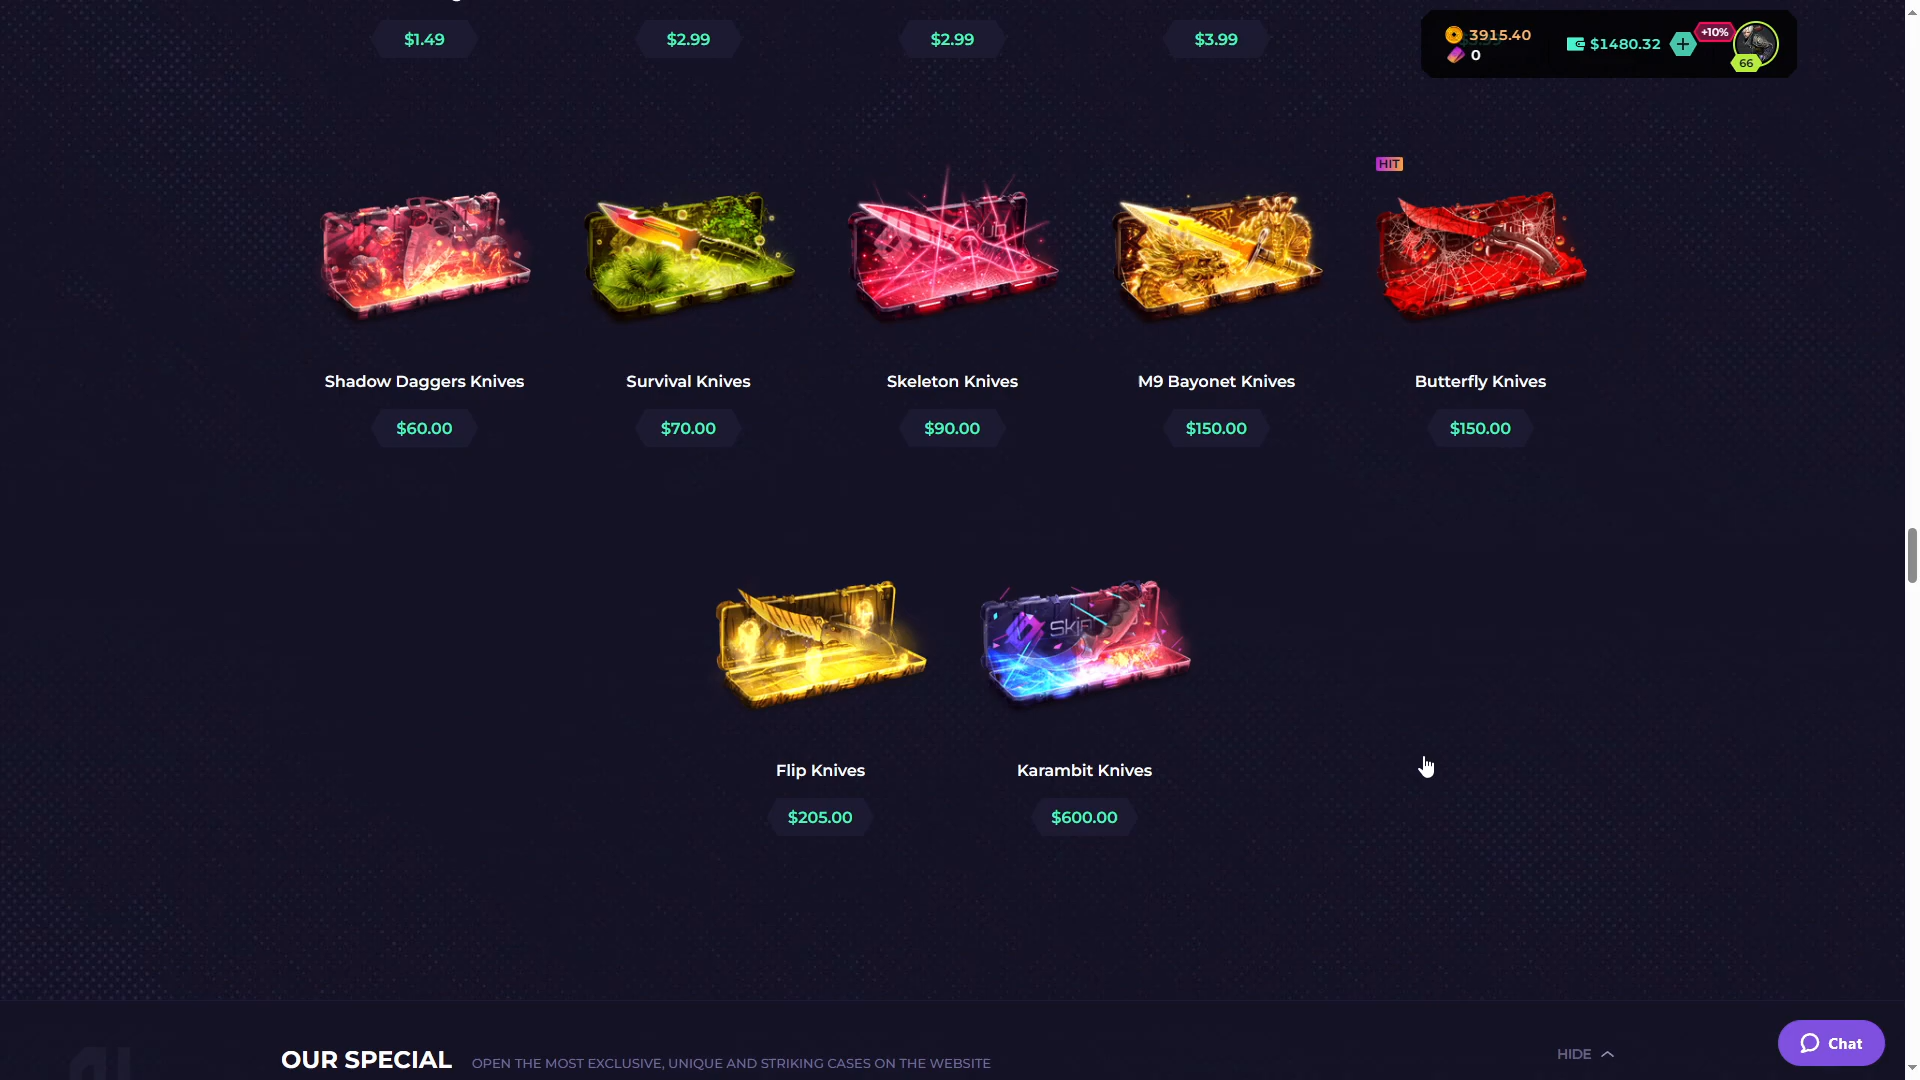 $1.49
$2.99
$2.99
$3.99
3915.40
0
$1480.32
+10%
66
HIT
Shadow Daggers Knives
Survival Knives
Skeleton Knives
M9 Bayonet Knives
Butterfly Knives
$60.00
$70.00
$90.00
$150.00
$150.00
Flip Knives
Karambit Knives
$205.00
$600.00
OUR SPECIAL
OPEN THE MOST EXCLUSIVE, UNIQUE AND STRIKING CASES ON THE WEBSITE
HIDE
Chat